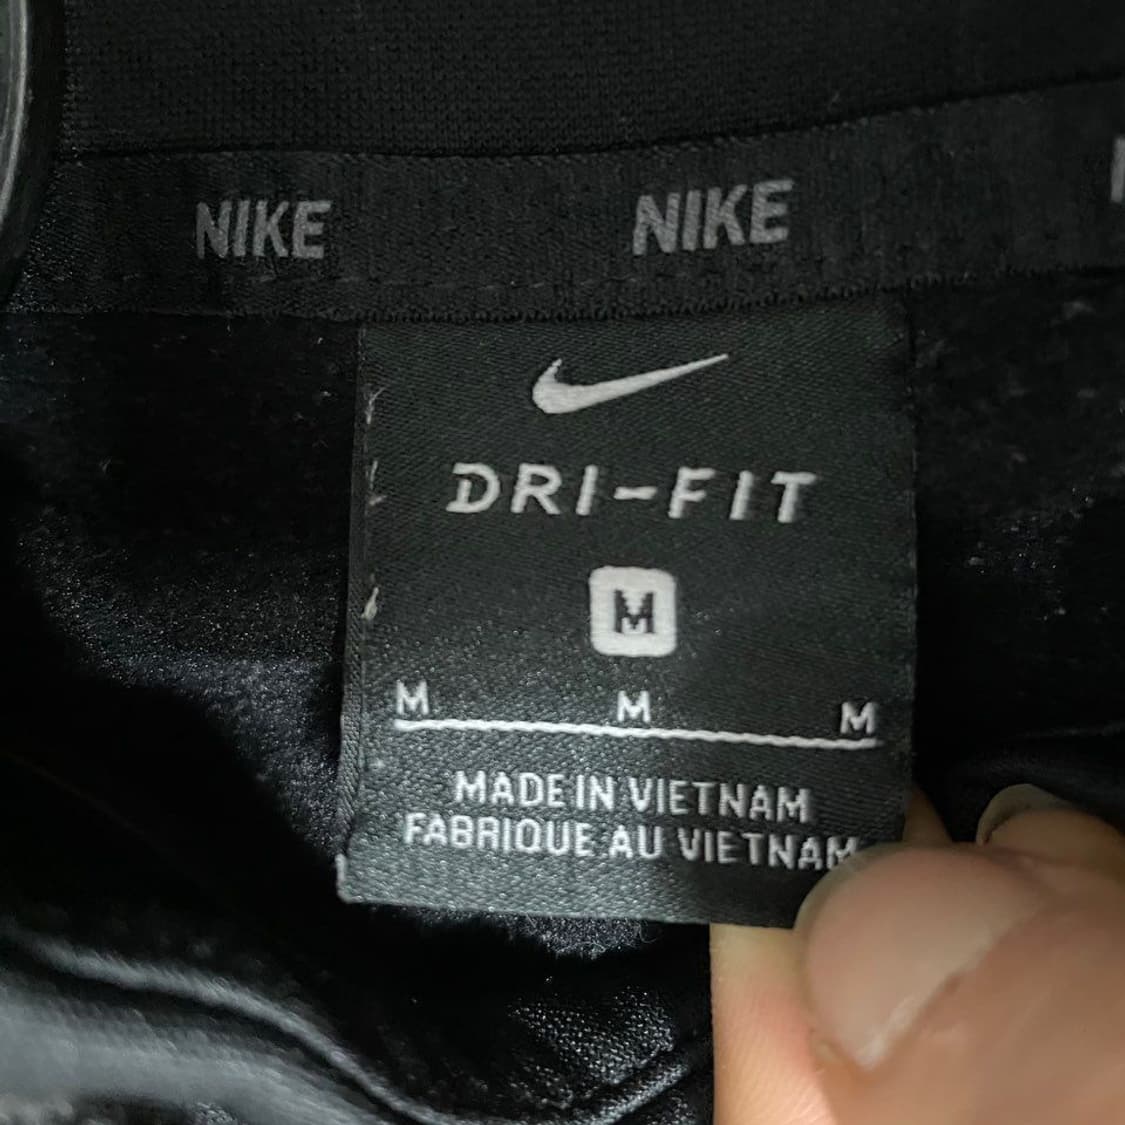 NIKE NIKE
DRI-FIT
M
M M M
MADE IN VIETNAM
FABRIQUE AU VIETNAM